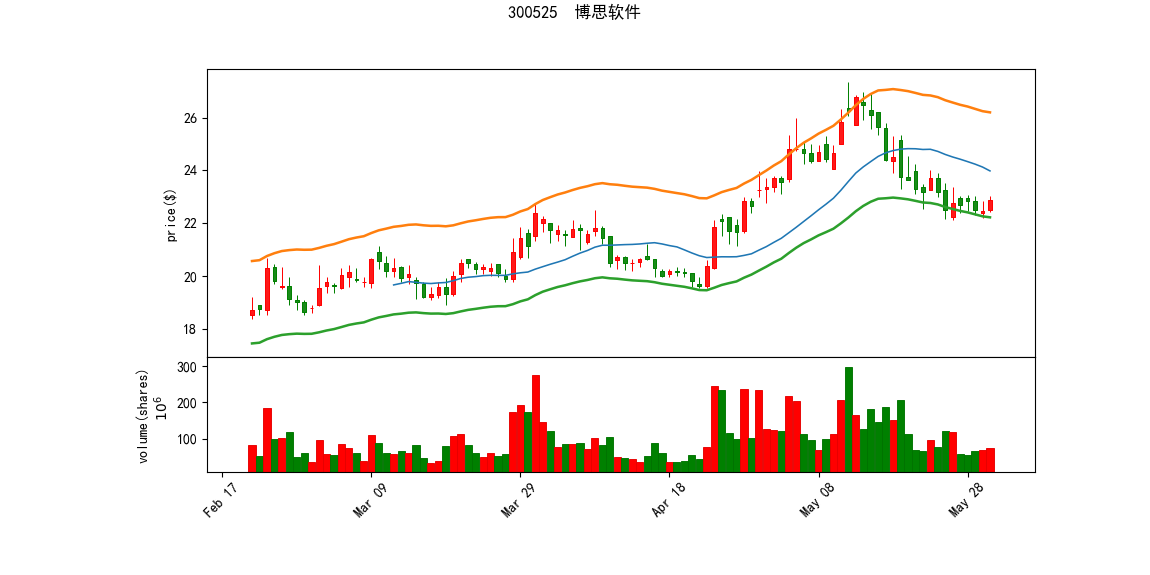 300525  博思软件
26
24
22
20
18
price($)
300
200
100
volume(shares)
10^6
Feb 17
Mar 09
Mar 29
Apr 18
May 08
May 28